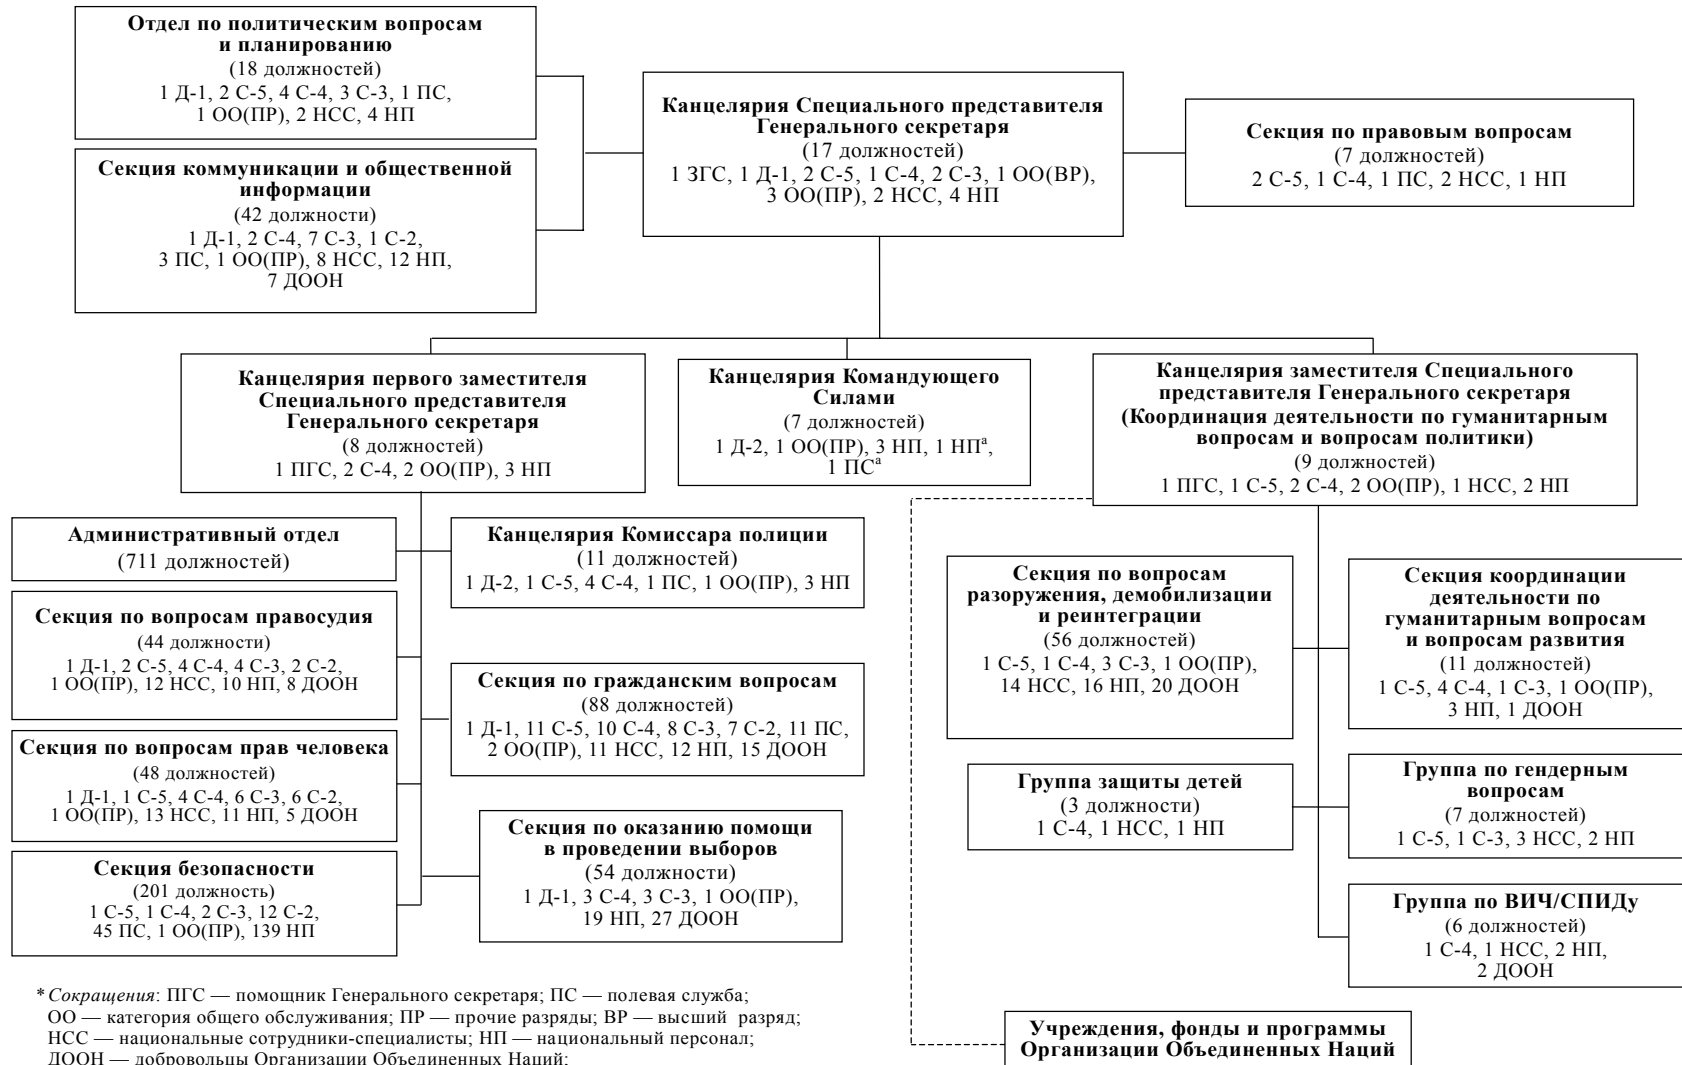 Отдел по политическим вопросам
и планированию
(18 должностей)
1 Д-1, 2 С-5, 4 С-4, 3 С-3, 1 ПС,
1 ОО(ПР), 2 НСС, 4 НП
Секция коммуникации и общественной
информации
(42 должности)
1 Д-1, 2 С-4, 7 С-3, 1 С-2,
3 ПС, 1 ОО(ПР), 8 НСС, 12 НП,
7 ДООН
Канцелярия Специального представителя
Генерального секретаря
(17 должностей)
1 ЗГС, 1 Д-1, 2 С-5, 1 С-4, 2 С-3, 1 ОО(ВР),
3 ОО(ПР), 2 НСС, 4 НП
Секция по правовым вопросам
(7 должностей)
2 С-5, 1 С-4, 1 ПС, 2 НСС, 1 НП
Канцелярия первого заместителя
Специального представителя
Генерального секретаря
(8 должностей)
1 ПГС, 2 С-4, 2 ОО(ПР), 3 НП
Канцелярия Командующего
Силами
(7 должностей)
1 Д-2, 1 ОО(ПР), 3 НП, 1 НПª,
1 ПСª
Канцелярия заместителя Специального
представителя Генерального секретаря
(Координация деятельности по гуманитарным
вопросам и вопросам политики)
(9 должностей)
1 ПГС, 1 С-5, 2 С-4, 2 ОО(ПР), 1 НСС, 2 НП
Административный отдел
(711 должностей)
Канцелярия Комиссара полиции
(11 должностей)
1 Д-2, 1 С-5, 4 С-4, 1 ПС, 1 ОО(ПР), 3 НП
Секция по вопросам правосудия
(44 должности)
1 Д-1, 2 С-5, 4 С-4, 4 С-3, 2 С-2,
1 ОО(ПР), 12 НСС, 10 НП, 8 ДООН
Секция по гражданским вопросам
(88 должностей)
1 Д-1, 11 С-5, 10 С-4, 8 С-3, 7 С-2, 11 ПС,
2 ОО(ПР), 11 НСС, 12 НП, 15 ДООН
Секция по вопросам прав человека
(48 должностей)
1 Д-1, 1 С-5, 4 С-4, 6 С-3, 6 С-2,
1 ОО(ПР), 13 НСС, 11 НП, 5 ДООН
Секция по оказанию помощи
в проведении выборов
(54 должности)
1 Д-1, 3 С-4, 3 С-3, 1 ОО(ПР),
19 НП, 27 ДООН
Секция безопасности
(201 должность)
1 С-5, 1 С-4, 2 С-3, 12 С-2,
45 ПС, 1 ОО(ПР), 139 НП
Секция по вопросам
разоружения, демобилизации
и реинтеграции
(56 должностей)
1 С-5, 1 С-4, 3 С-3, 1 ОО(ПР),
14 НСС, 16 НП, 20 ДООН
Секция координации
деятельности по
гуманитарным вопросам
и вопросам развития
(11 должностей)
1 С-5, 4 С-4, 1 С-3, 1 ОО(ПР),
3 НП, 1 ДООН
Группа защиты детей
(3 должности)
1 С-4, 1 НСС, 1 НП
Группа по гендерным
вопросам
(7 должностей)
1 С-5, 1 С-3, 3 НСС, 2 НП
Группа по ВИЧ/СПИДу
(6 должностей)
1 С-4, 1 НСС, 2 НП,
2 ДООН
Учреждения, фонды и программы
Организации Объединенных Наций
* Сокращения: ПГС — помощник Генерального секретаря; ПС — полевая служба;
ОО — категория общего обслуживания; ПР — прочие разряды; ВР — высший разряд;
НСС — национальные сотрудники-специалисты; НП — национальный персонал;
ДООН — добровольцы Организации Объединенных Наций;